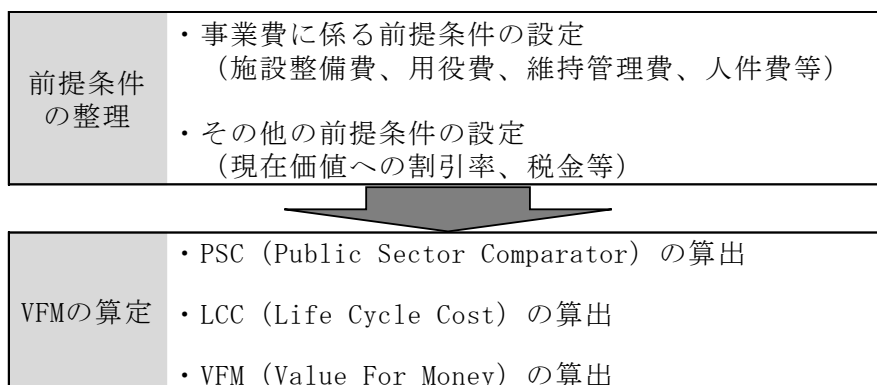 前提条件
の整理
・事業費に係る前提条件の設定
（施設整備費、用役費、維持管理費、人件費等）
・その他の前提条件の設定
（現在価値への割引率、税金等）
VFMの算定
・PSC（Public Sector Comparator）の算出
・LCC（Life Cycle Cost）の算出
・VFM（Value For Money）の算出